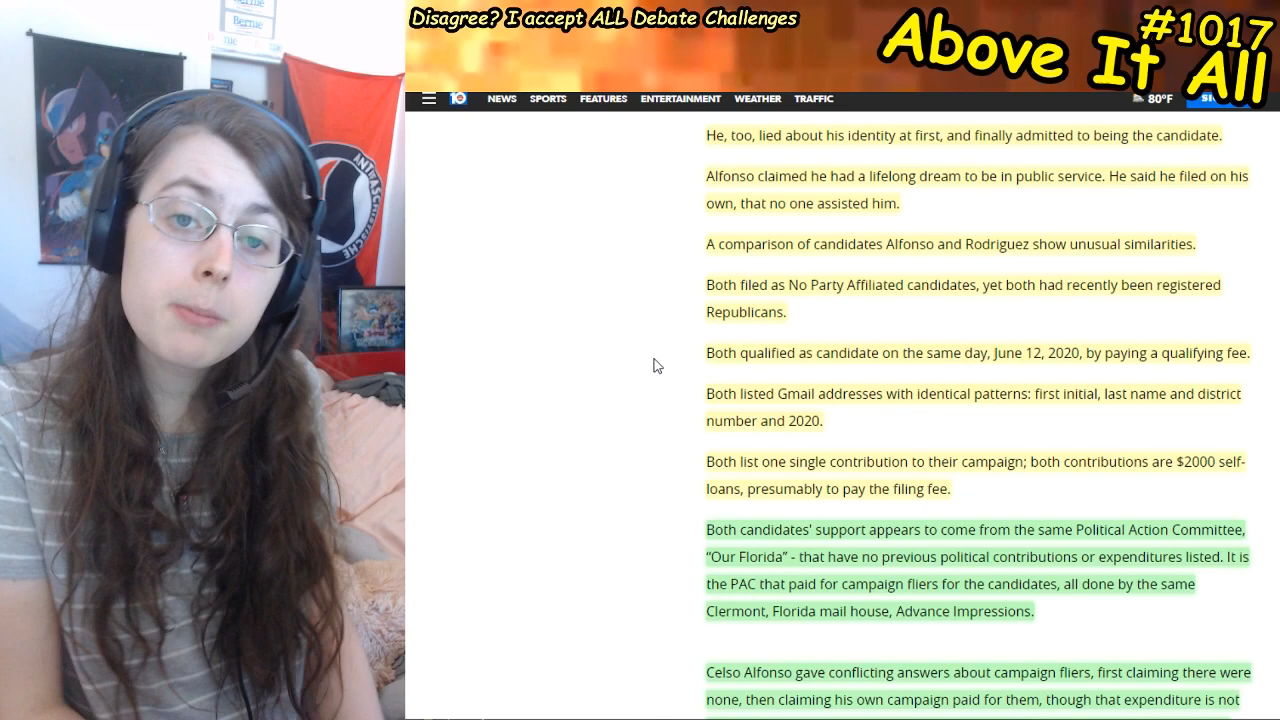 Bernie
Bernie
Disagree? I accept ALL Debate Challenges
#1017
Above It All
10 NEWS SPORTS FEATURES ENTERTAINMENT WEATHER TRAFFIC 80°F
He, too, lied about his identity at first, and finally admitted to being the candidate.
Alfonso claimed he had a lifelong dream to be in public service. He said he filed on his
own, that no one assisted him.
A comparison of candidates Alfonso and Rodriguez show unusual similarities.
Both filed as No Party Affiliated candidates, yet both had recently been registered
Republicans.
Both qualified as candidate on the same day, June 12, 2020, by paying a qualifying fee.
Both listed Gmail addresses with identical patterns: first initial, last name and district
number and 2020.
Both list one single contribution to their campaign; both contributions are $2000 self-
loans, presumably to pay the filing fee.
Both candidates' support appears to come from the same Political Action Committee,
“Our Florida” - that have no previous political contributions or expenditures listed. It is
the PAC that paid for campaign fliers for the candidates, all done by the same
Clermont, Florida mail house, Advance Impressions.
Celso Alfonso gave conflicting answers about campaign fliers, first claiming there were
none, then claiming his own campaign paid for them, though that expenditure is not
ANTIFASCHISTISCHE